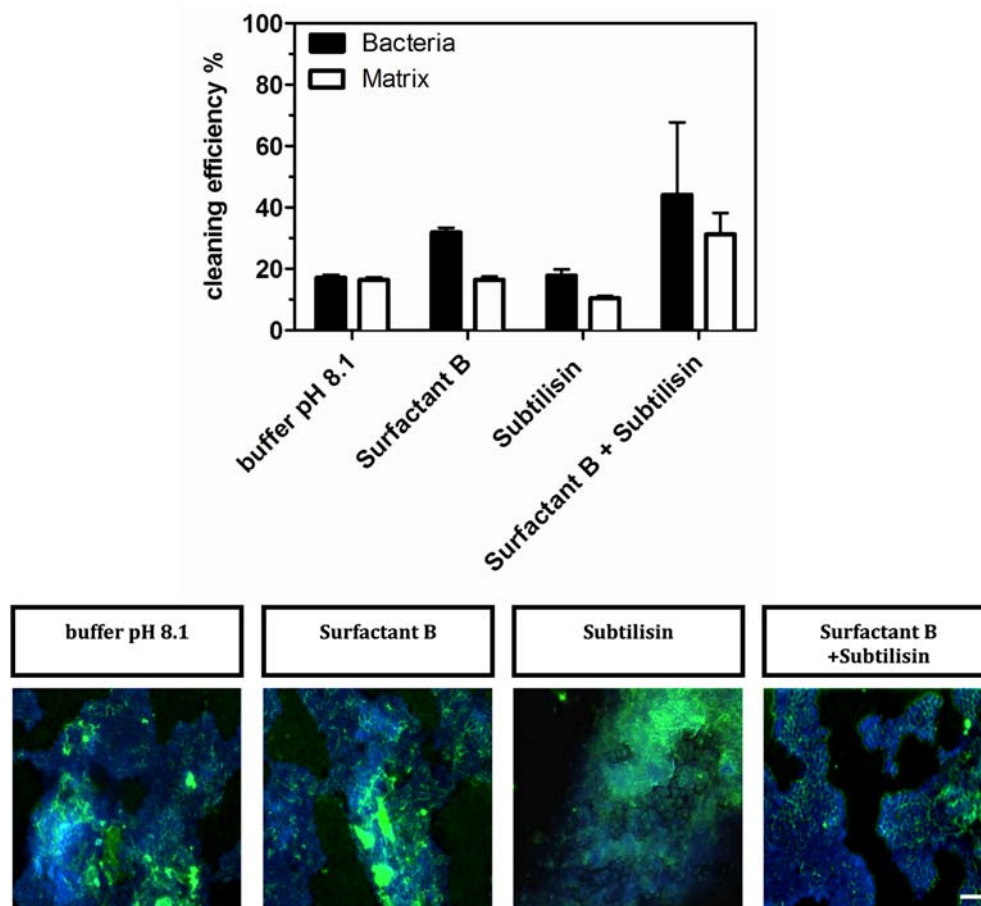 100
80
60
40
20
0
cleaning efficiency %
Bacteria
Matrix
buffer pH 8.1
Surfactant B
Subtilisin
Surfactant B + Subtilisin
buffer pH 8.1
Surfactant B
Subtilisin
Surfactant B
+Subtilisin